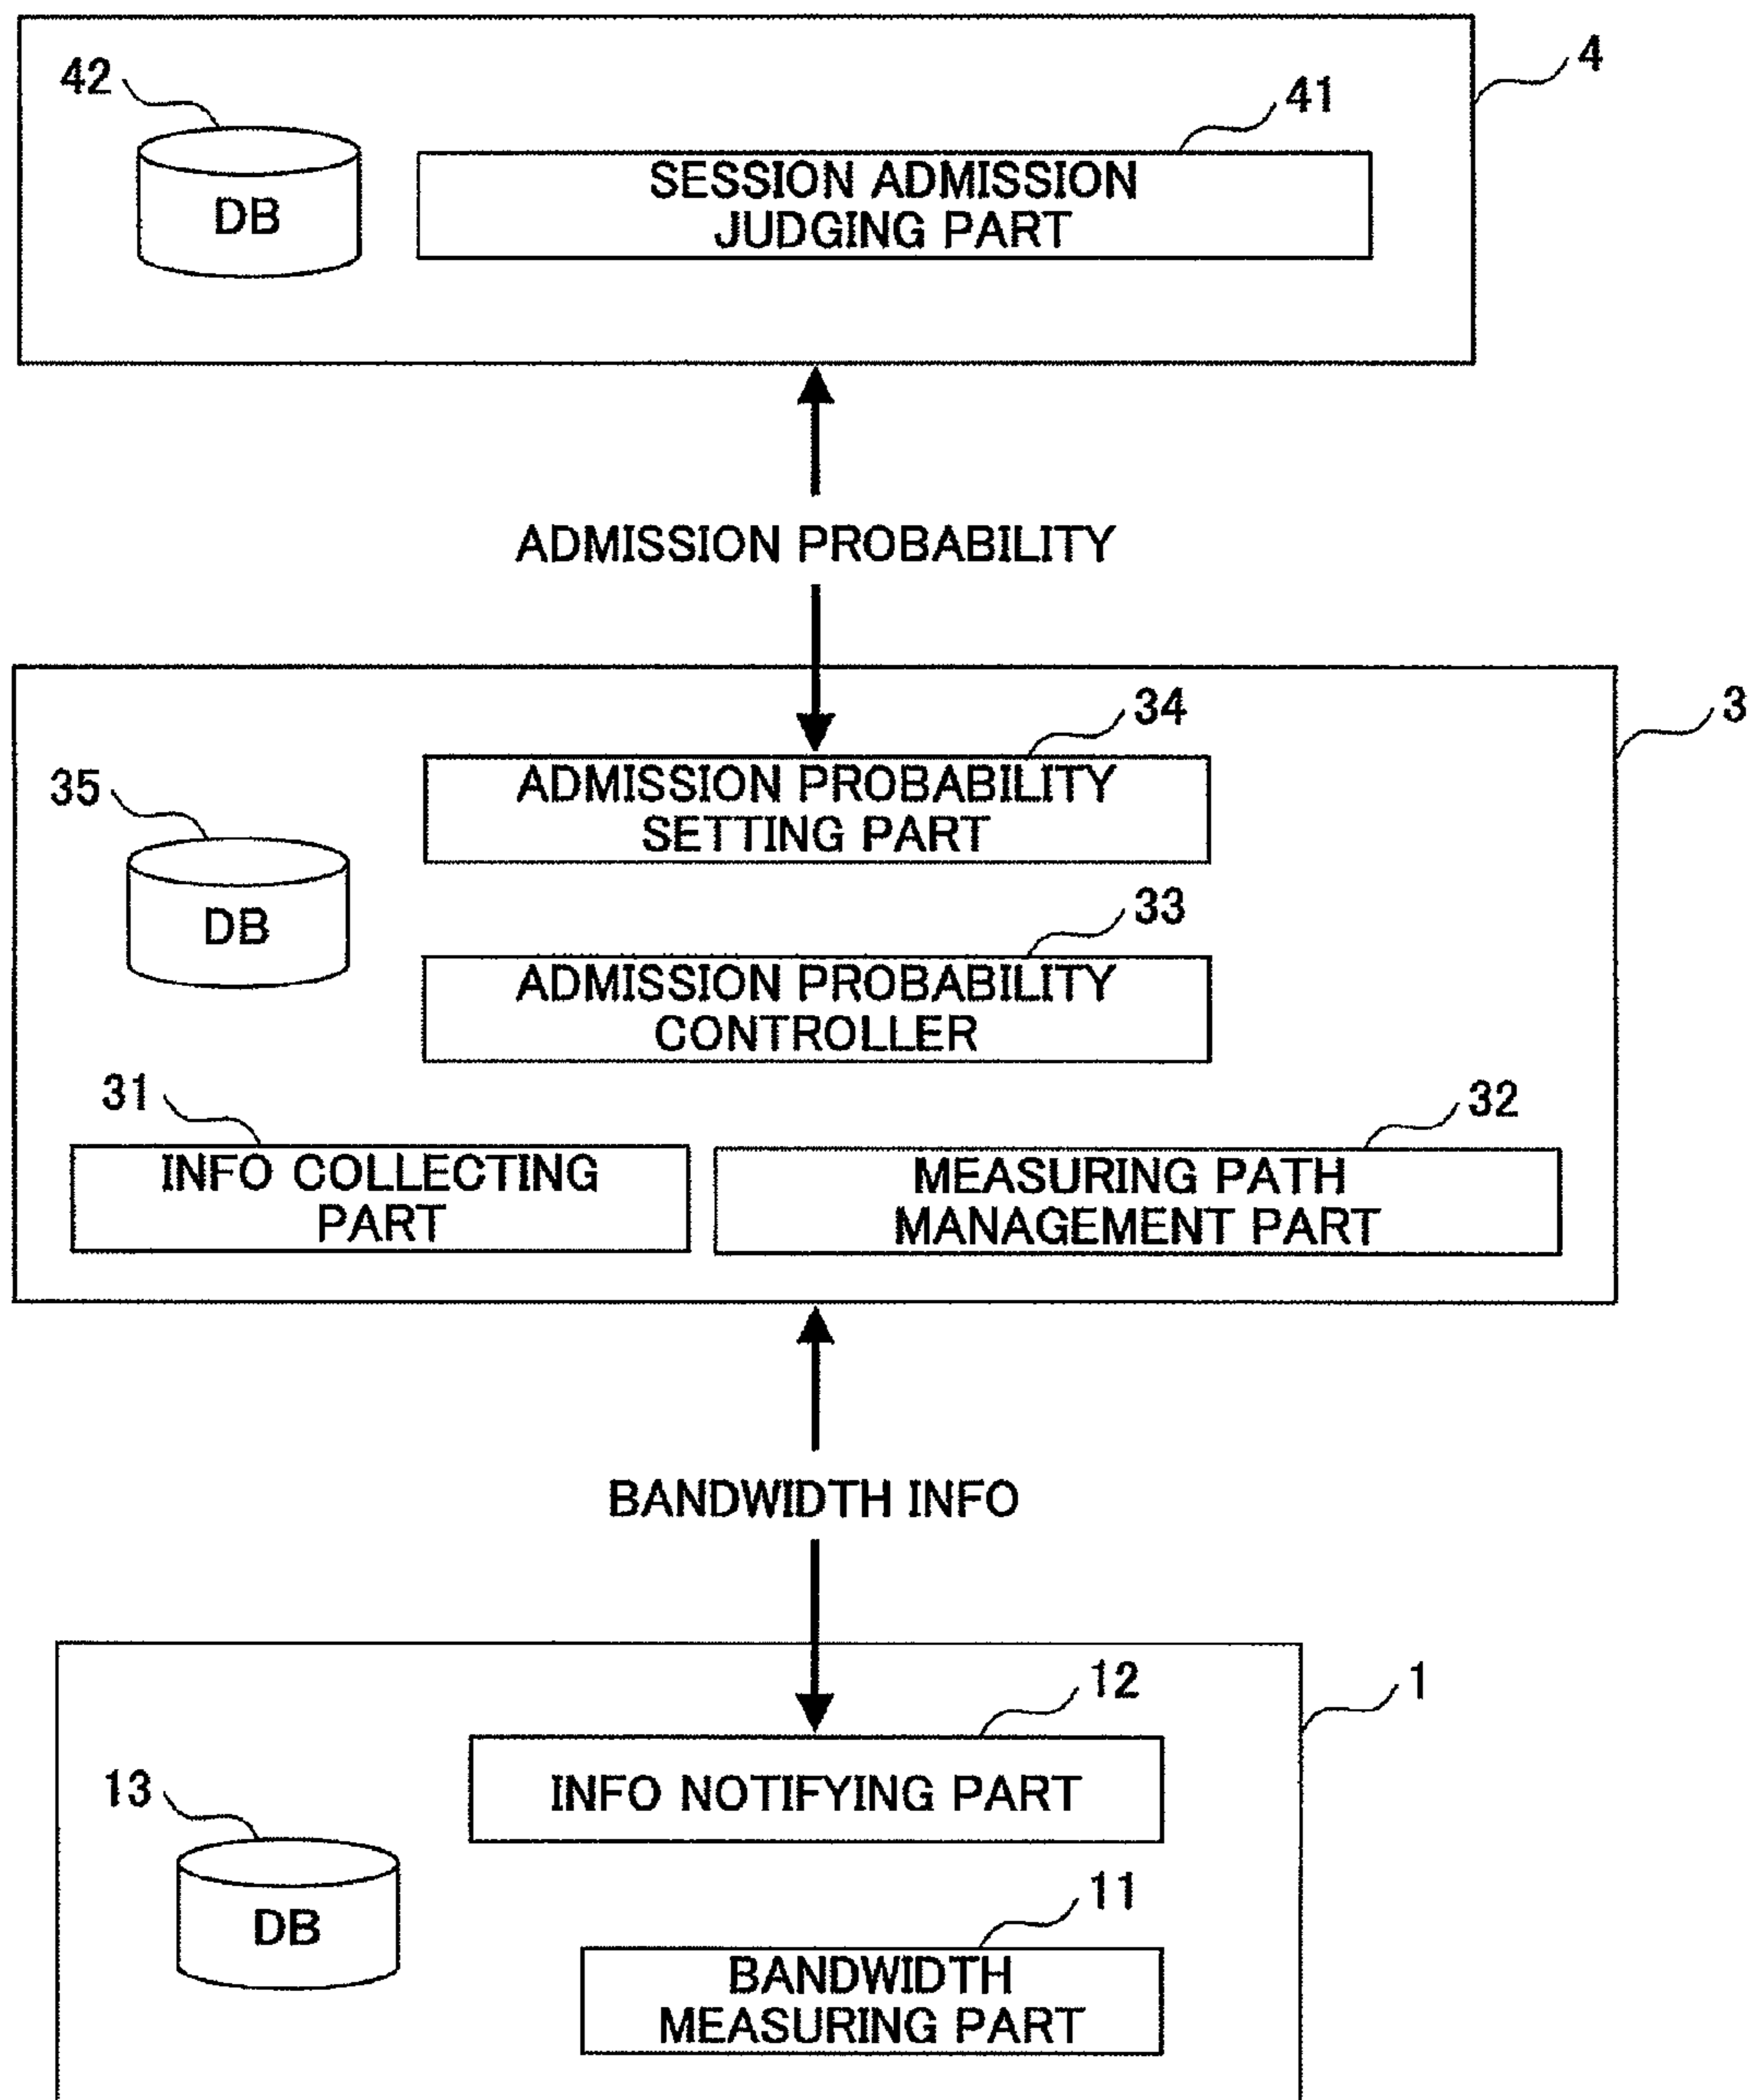 4
42
41
DB
SESSION ADMISSION
JUDGING PART
ADMISSION PROBABILITY
3
34
35
ADMISSION PROBABILITY
SETTING PART
DB
33
ADMISSION PROBABILITY
CONTROLLER
31
32
INFO COLLECTING
PART
MEASURING PATH
MANAGEMENT PART
BANDWIDTH INFO
12
1
INFO NOTIFYING PART
13
DB
11
BANDWIDTH
MEASURING PART